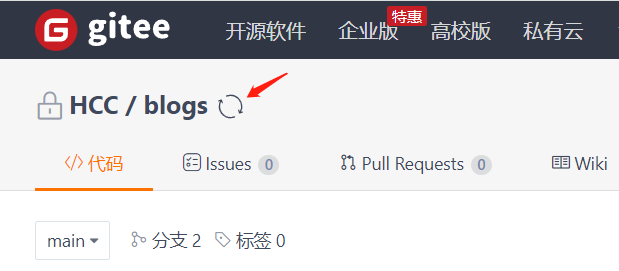 gitee 开源软件 企业版 特惠 高校版 私有云
HCC / blogs
代码 Issues 0 Pull Requests 0 Wiki
main 分支 2 标签 0